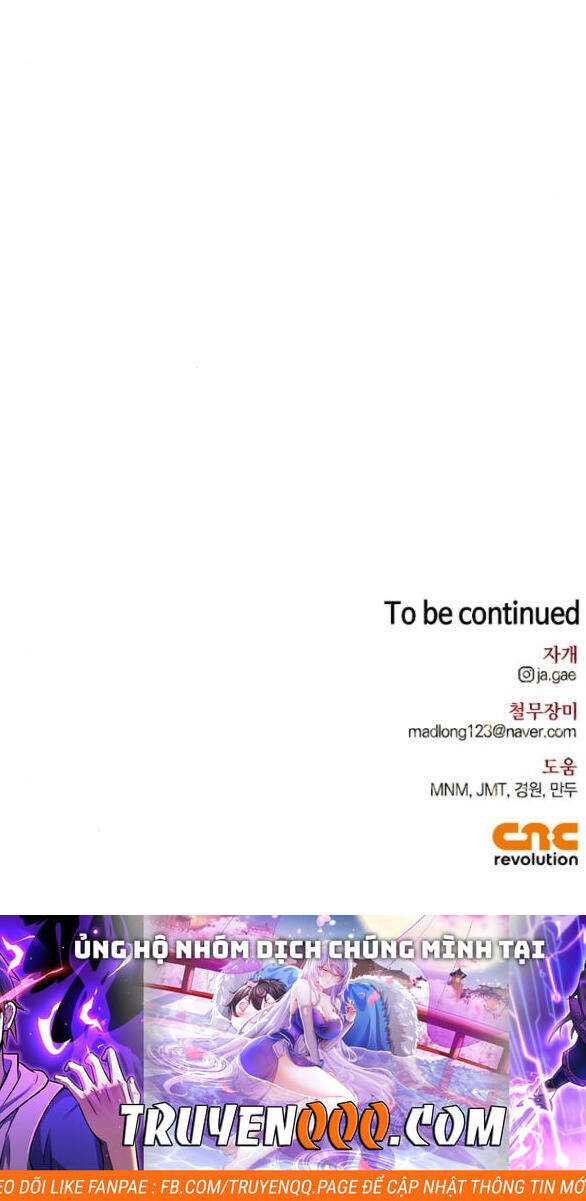 To be continued
자개
ja.gae
철무장미
madlong123@naver.com
도움
MNM, JMT, 경원, 만두
CNC
revolution
ỦNG HỘ NHÓM DỊCH CHÚNG MÌNH TẠI
TRUYENQQQ.COM
EO DÕI LIKE FANPAE : FB.COM/TRUYENQQ.PAGE ĐỂ CẬP NHẬT THÔNG TIN MỚ